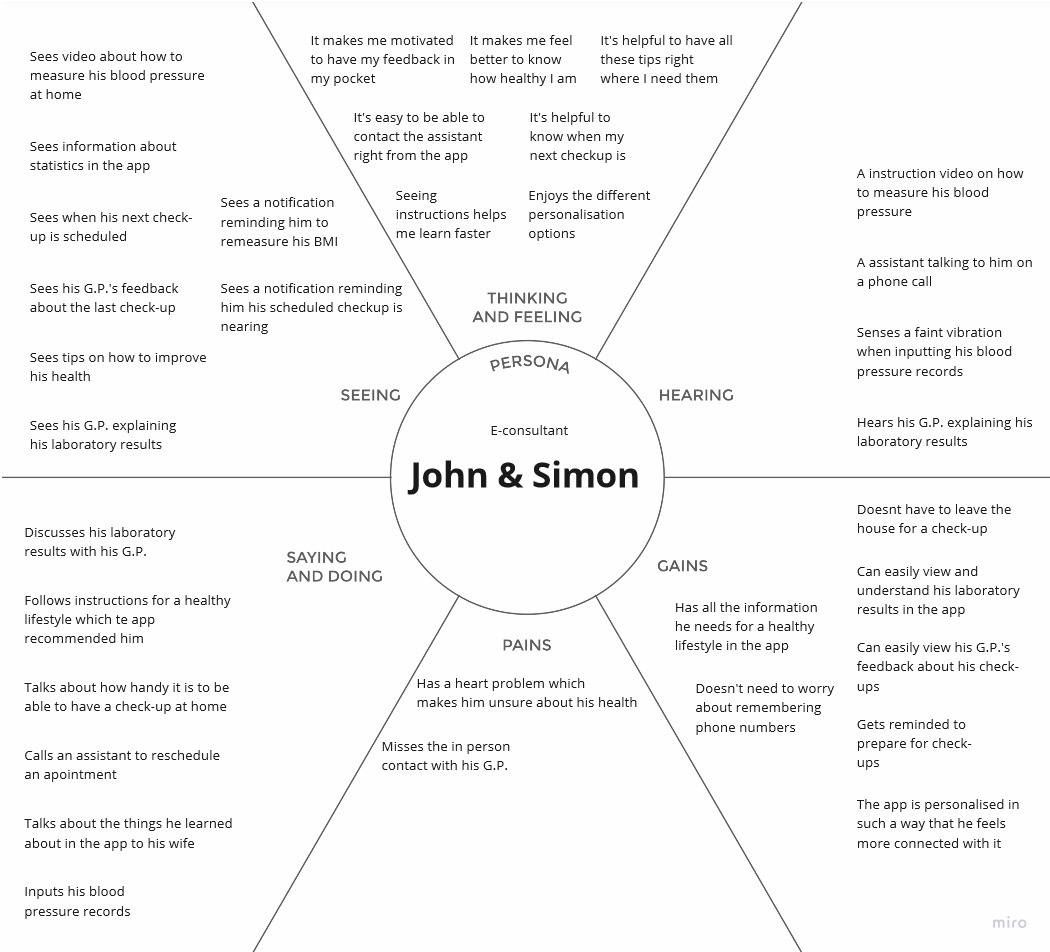 Sees video about how to
measure his blood pressure
at home
Sees information about
statistics in the app
Sees when his next check-
up is scheduled
Sees his G.P.'s feedback
about the last check-up
Sees tips on how to improve
his health
Sees his G.P. explaining
his laboratory results
Sees a notification
reminding him to
remeasure his BMI
Sees a notification reminding
him his scheduled checkup is
nearing
SEEING
It makes me motivated
to have my feedback in
my pocket
It makes me feel
better to know
how healthy I am
It's helpful to have all
these tips right
where I need them
It's easy to be able to
contact the assistant
right from the app
It's helpful to
know when my
next checkup is
Seeing
instructions helps
me learn faster
Enjoys the different
personalisation
options
THINKING
AND FEELING
A instruction video on how
to measure his blood
pressure
A assistant talking to him on
a phone call
Senses a faint vibration
when inputting his blood
pressure records
Hears his G.P. explaining his
laboratory results
HEARING
PERSONA
E-consultant
John & Simon
SAYING
AND DOING
Discusses his laboratory
results with his G.P.
Follows instructions for a healthy
lifestyle which te app
recommended him
Talks about how handy it is to be
able to have a check-up at home
Calls an assistant to reschedule
an apointment
Talks about the things he learned
about in the app to his wife
Inputs his blood
pressure records
PAINS
Has a heart problem which
makes him unsure about his health
Misses the in person
contact with his G.P.
GAINS
Has all the information
he needs for a healthy
lifestyle in the app
Doesn't need to worry
about remembering
phone numbers
Doesnt have to leave the
house for a check-up
Can easily view and
understand his laboratory
results in the app
Can easily view his G.P.'s
feedback about his check-
ups
Gets reminded to
prepare for check-
ups
The app is personalised in
such a way that he feels
more connected with it
miro